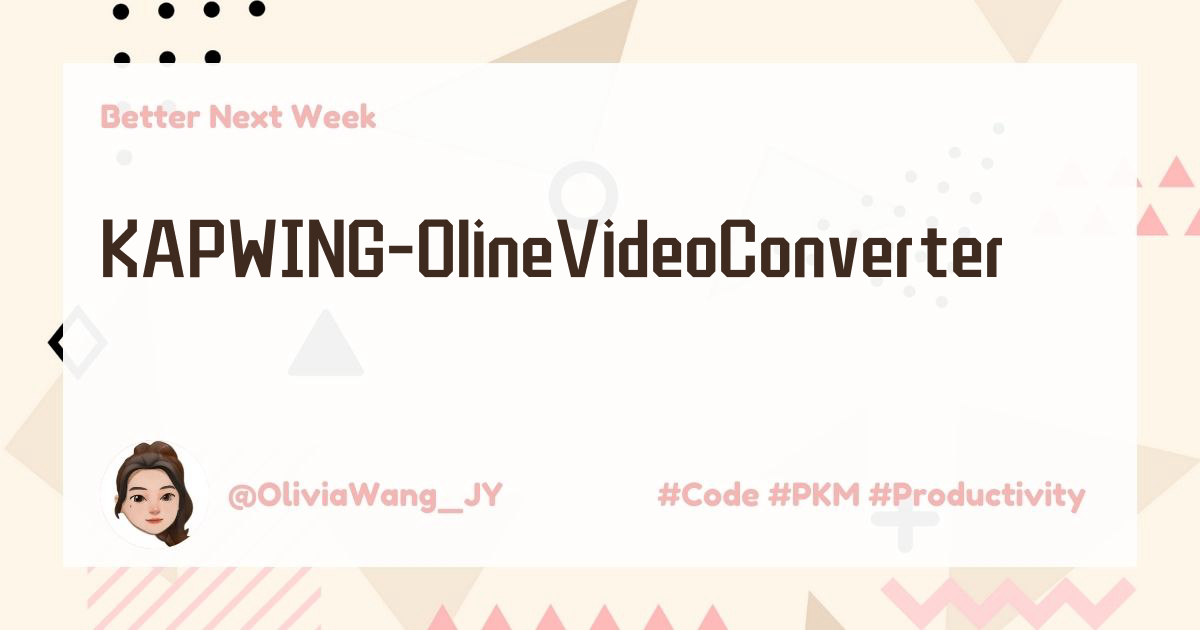 Better Next Week
KAPWING-OlineVideoConverter
@OliviaWang_JY
#Code #PKM #Productivity